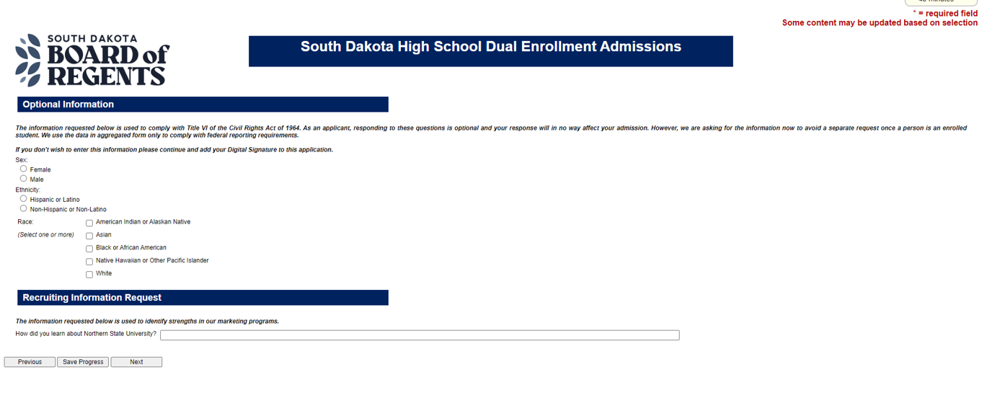 * = required field
Some content may be updated based on selection
SOUTH DAKOTA
BOARD of
REGENTS
South Dakota High School Dual Enrollment Admissions
Optional Information
The information requested below is used to comply with Title VI of the Civil Rights Act of 1964. As an applicant, responding to these questions is optional and your response will in no way affect your admission. However, we are asking for the information now to avoid a separate request once a person is an enrolled
student. We use the data in aggregated form only to comply with federal reporting requirements.
If you don't wish to enter this information please continue and add your Digital Signature to this application.
Sex:
Female
Male
Ethnicity:
Hispanic or Latino
Non-Hispanic or Non-Latino
Race:
American Indian or Alaskan Native
(Select one or more)
Asian
Black or African American
Native Hawaiian or Other Pacific Islander
White
Recruiting Information Request
The information requested below is used to identify strengths in our marketing programs.
How did you learn about Northern State University?
Previous
Save Progress
Next